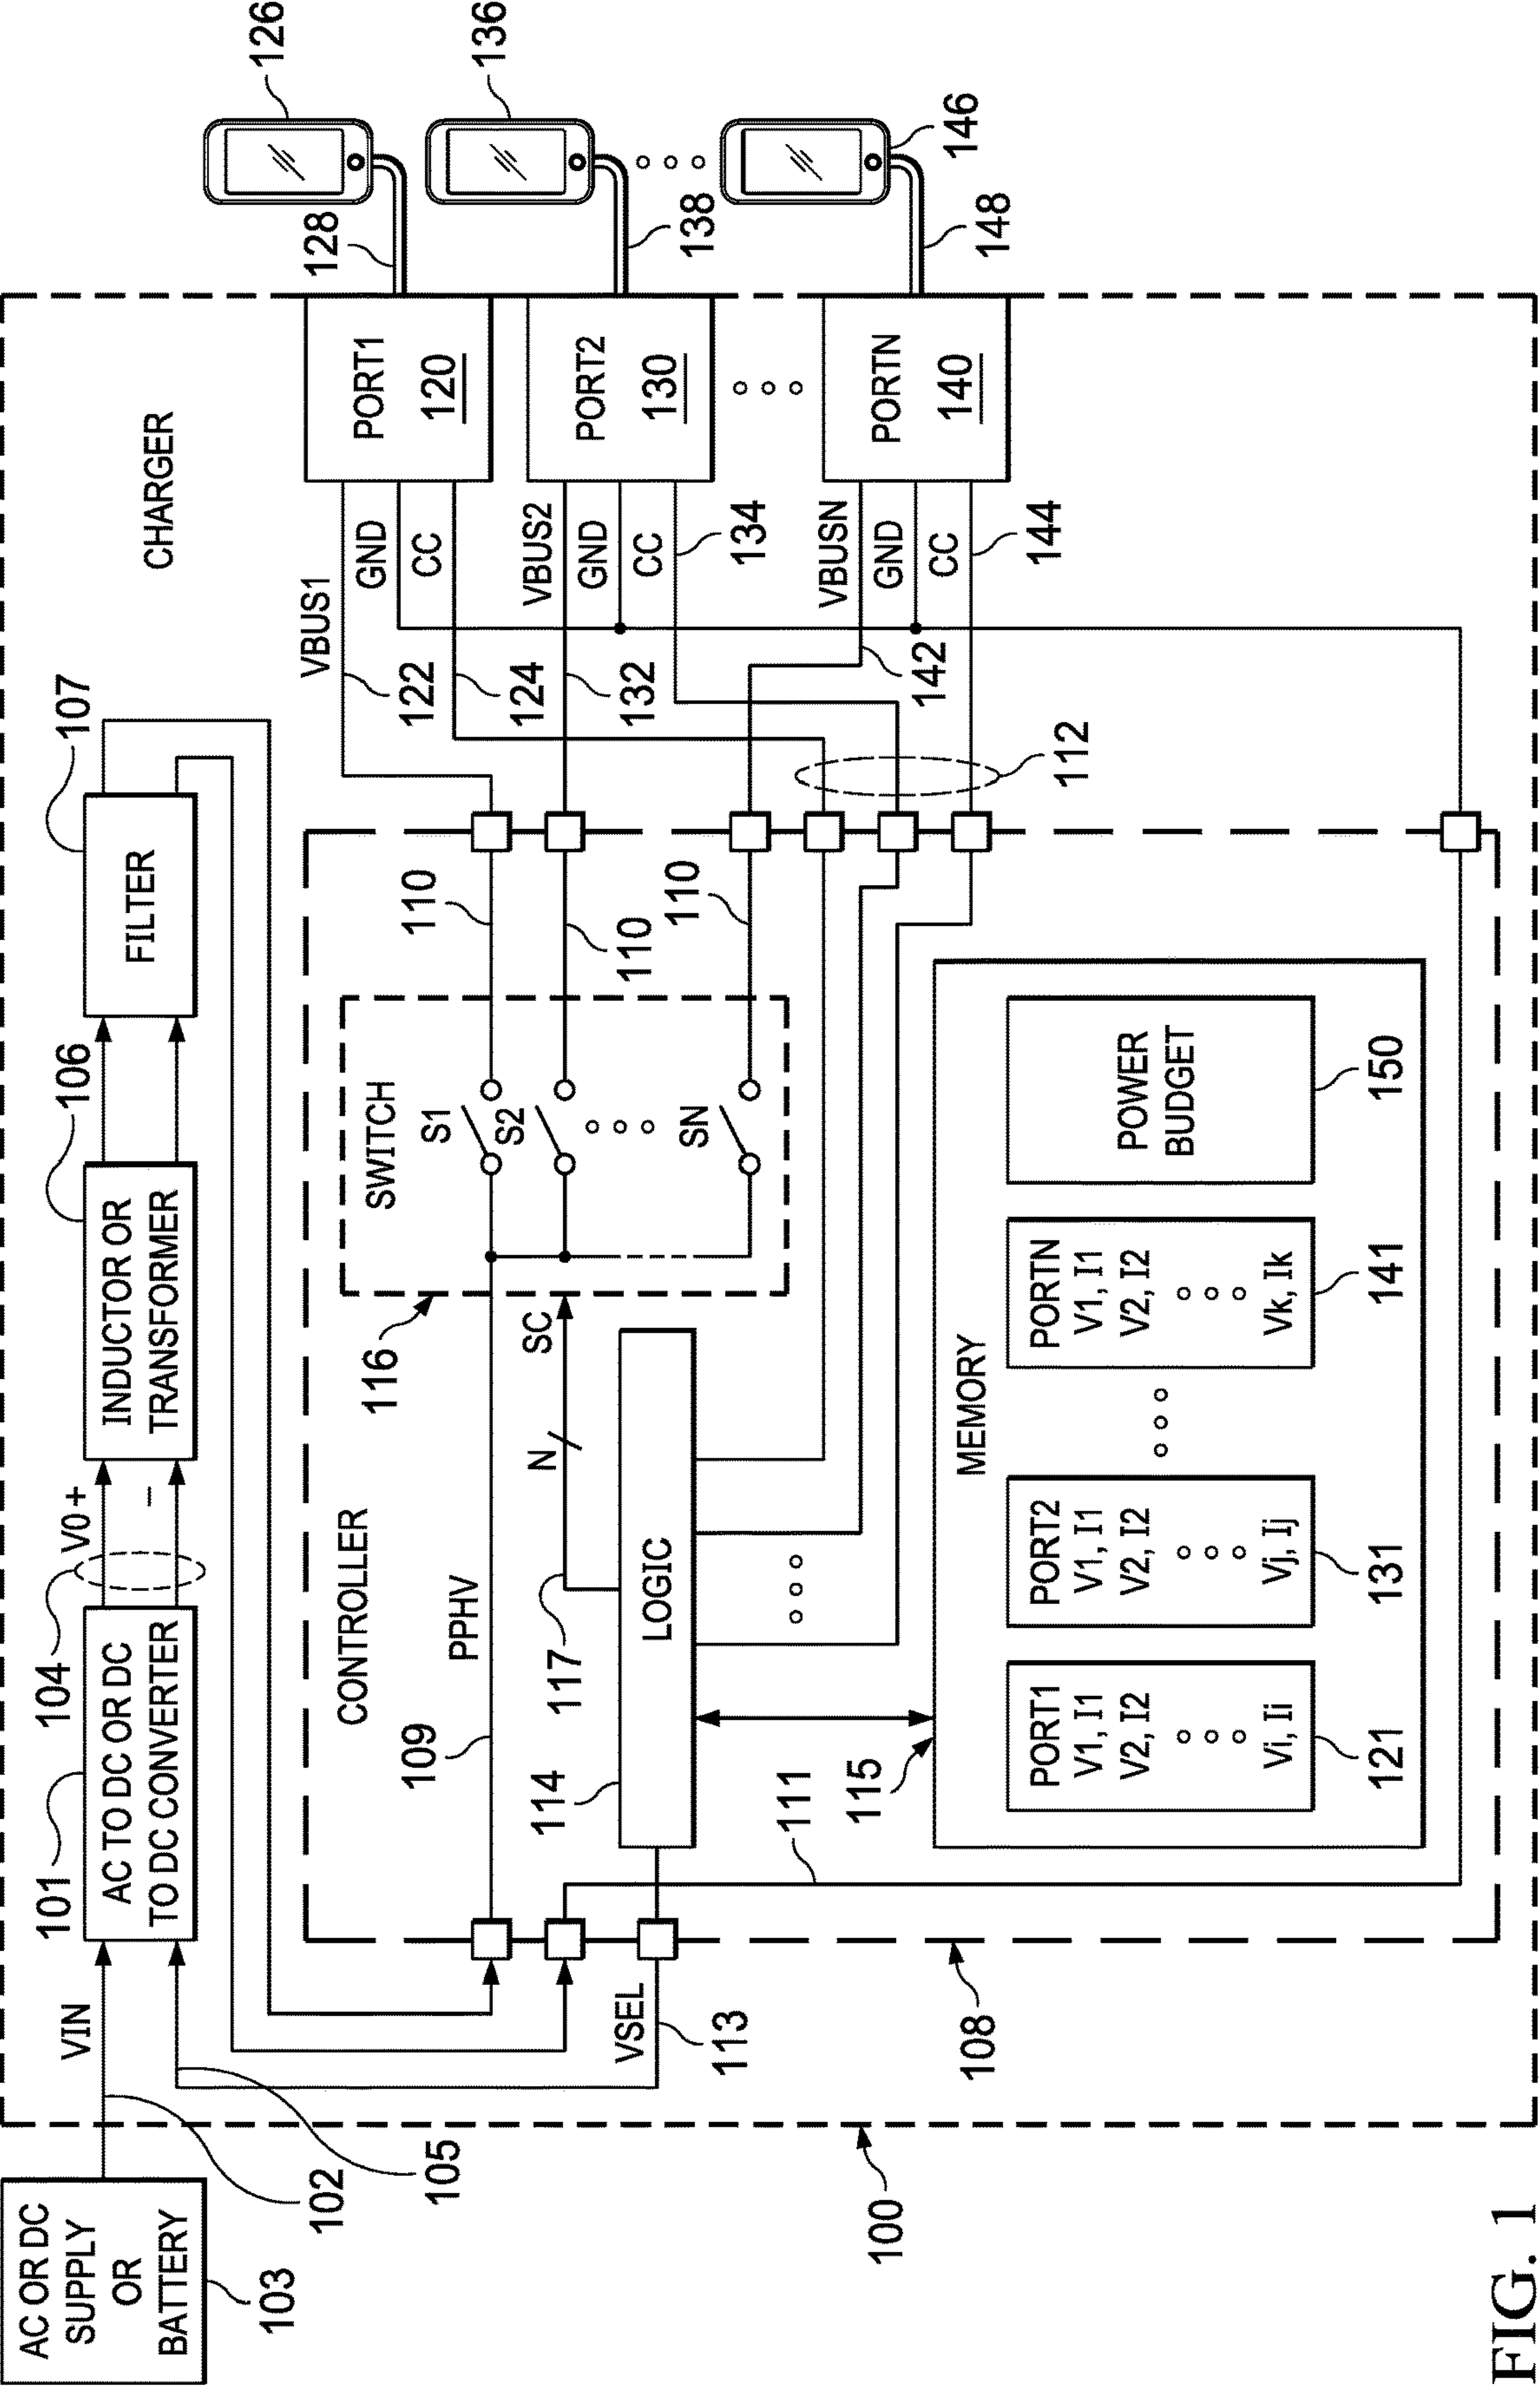 AC OR DC
SUPPLY
OR
BATTERY
103
VIN
102
105
101
AC TO DC OR DC
TO DC CONVERTER
104
V0 +
−
INDUCTOR OR
TRANSFORMER
106
FILTER
107
CHARGER
100
108
VSEL
113
111
CONTROLLER
109
PPHV
114
LOGIC
117
N
SC
116
SWITCH
S1
S2
SN
110
110
110
115
MEMORY
PORT1
V1, I1
V2, I2
Vi, Ii
121
PORT2
V1, I1
V2, I2
Vj, Ij
131
PORTN
V1, I1
V2, I2
Vk, Ik
141
POWER
BUDGET
150
112
VBUS1
122
GND
CC
124
VBUS2
132
GND
CC
134
VBUSN
142
GND
CC
144
PORT1
120
PORT2
130
PORTN
140
128
126
138
136
148
146
FIG. 1